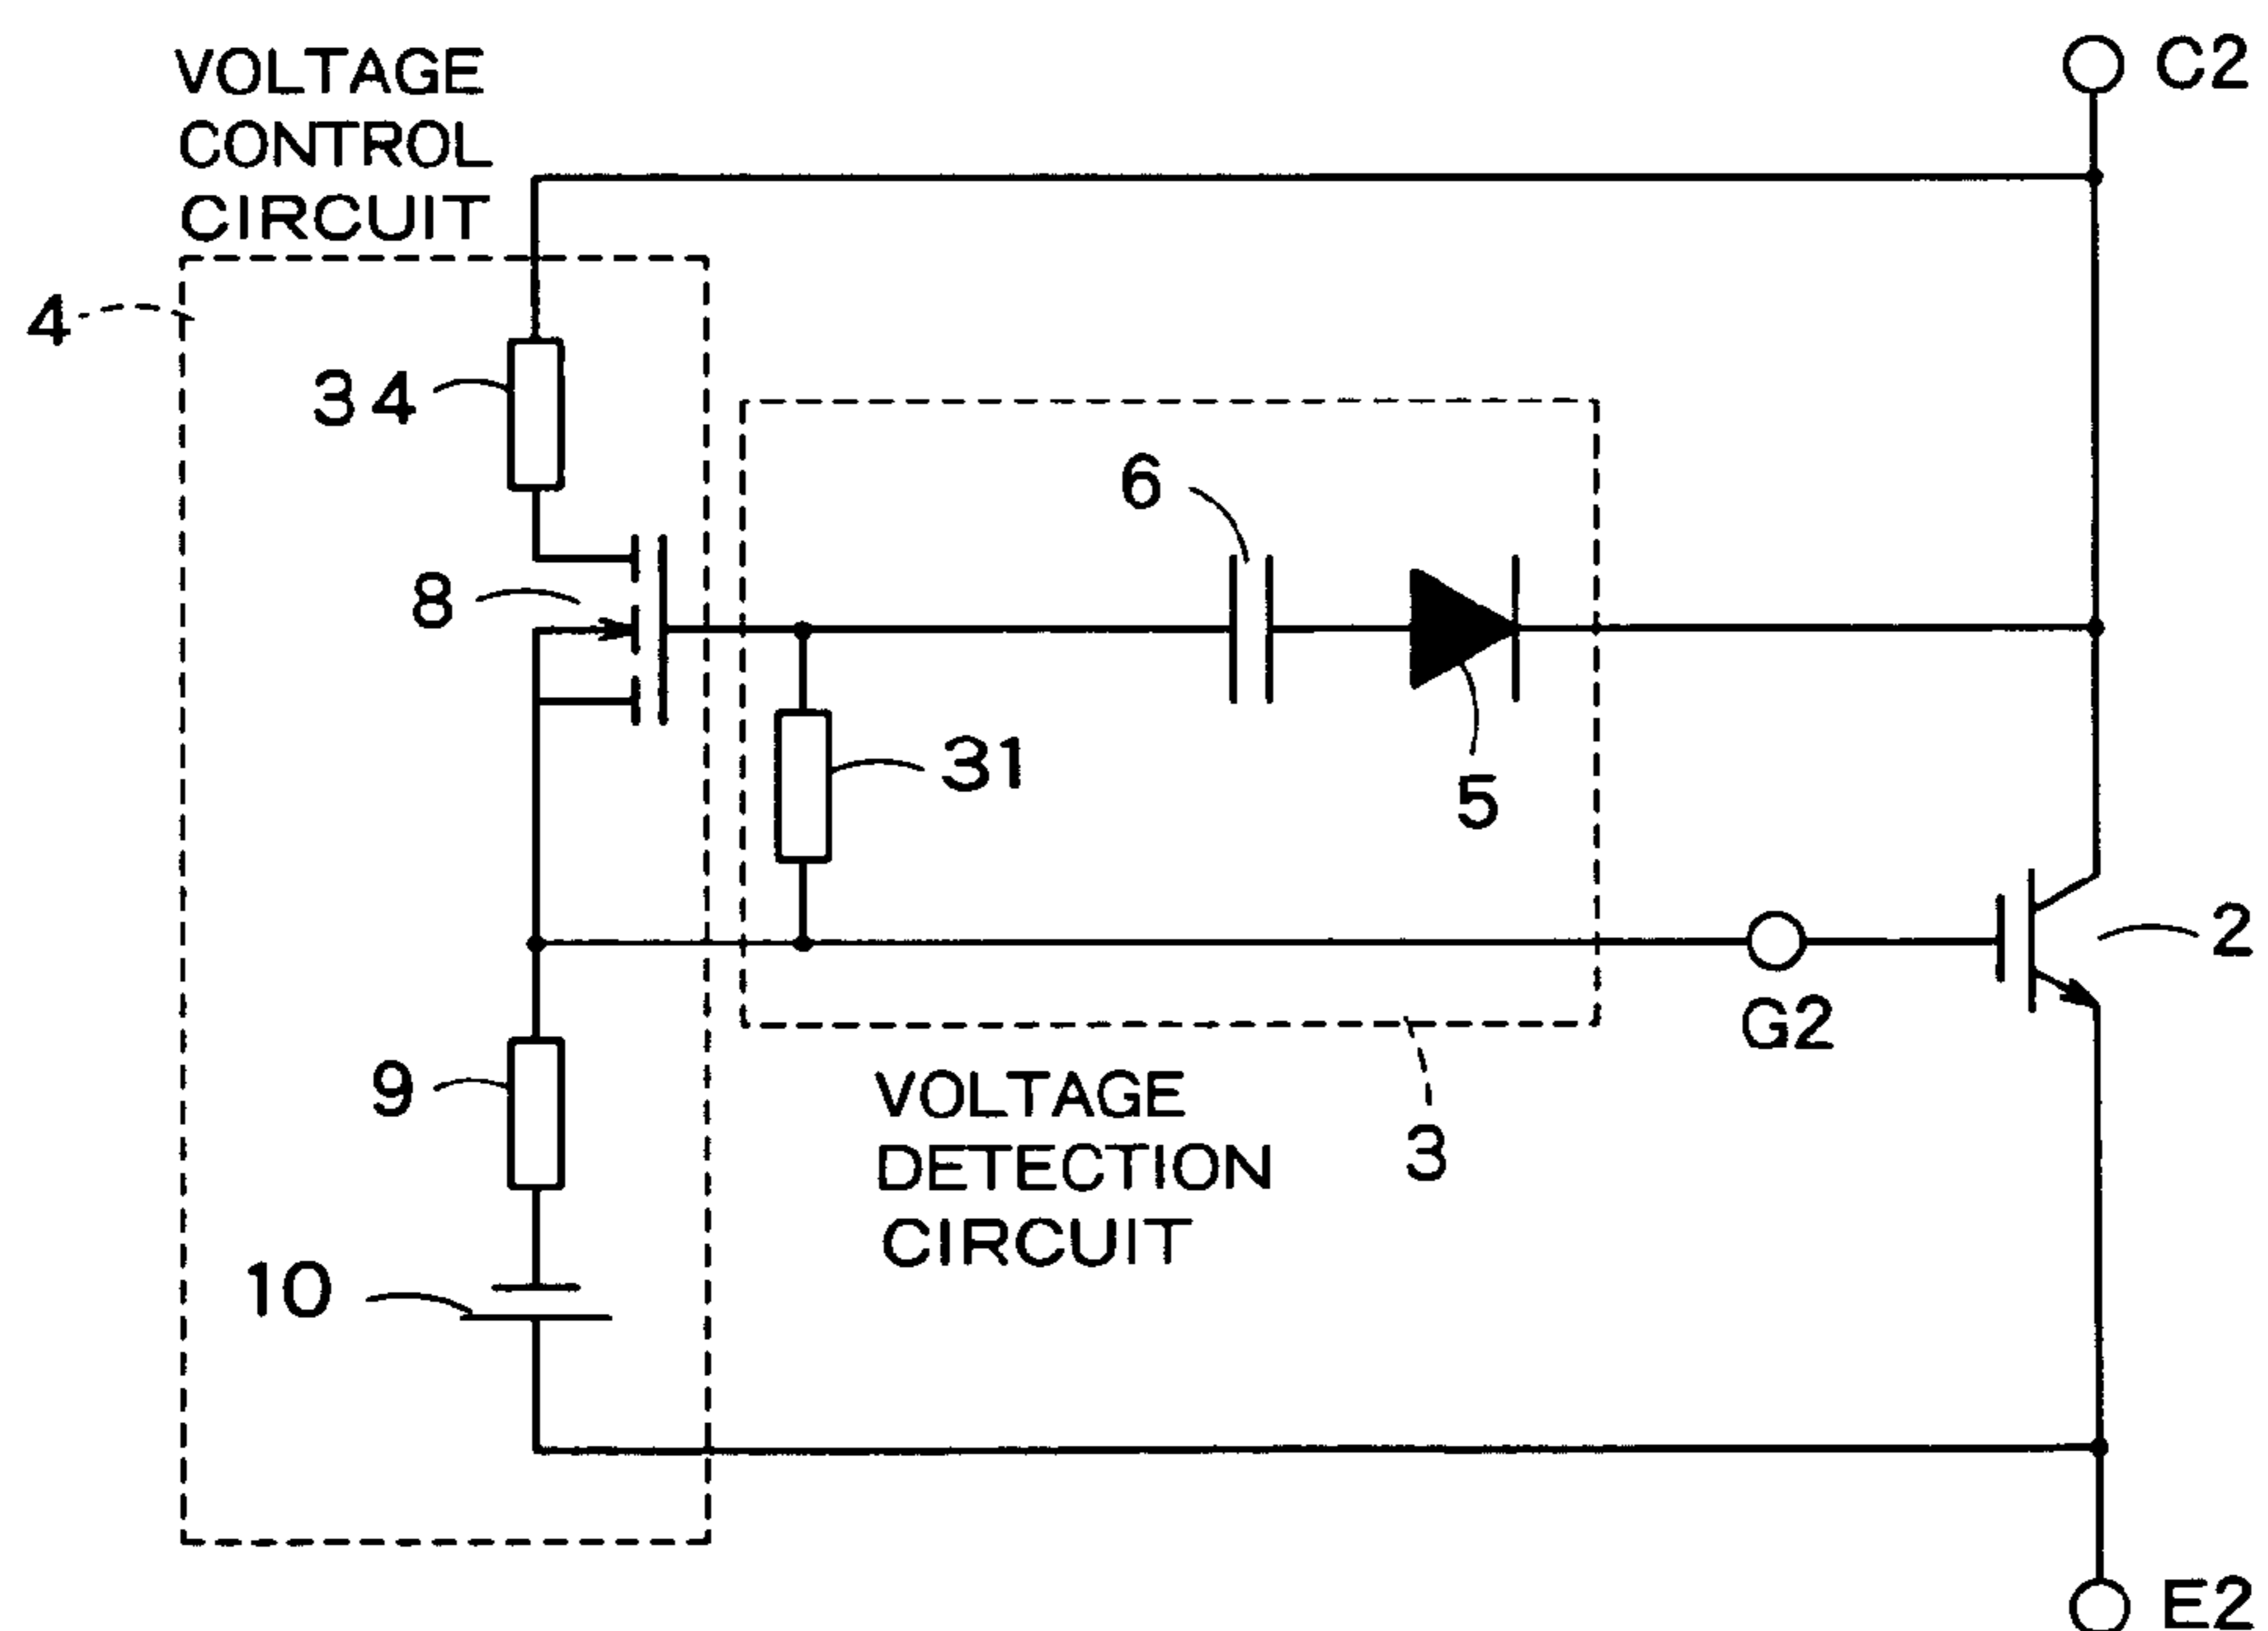 VOLTAGE
CONTROL
CIRCUIT
C2
4
34
6
8
31
5
2
G2
9
VOLTAGE
DETECTION
CIRCUIT
3
10
E2